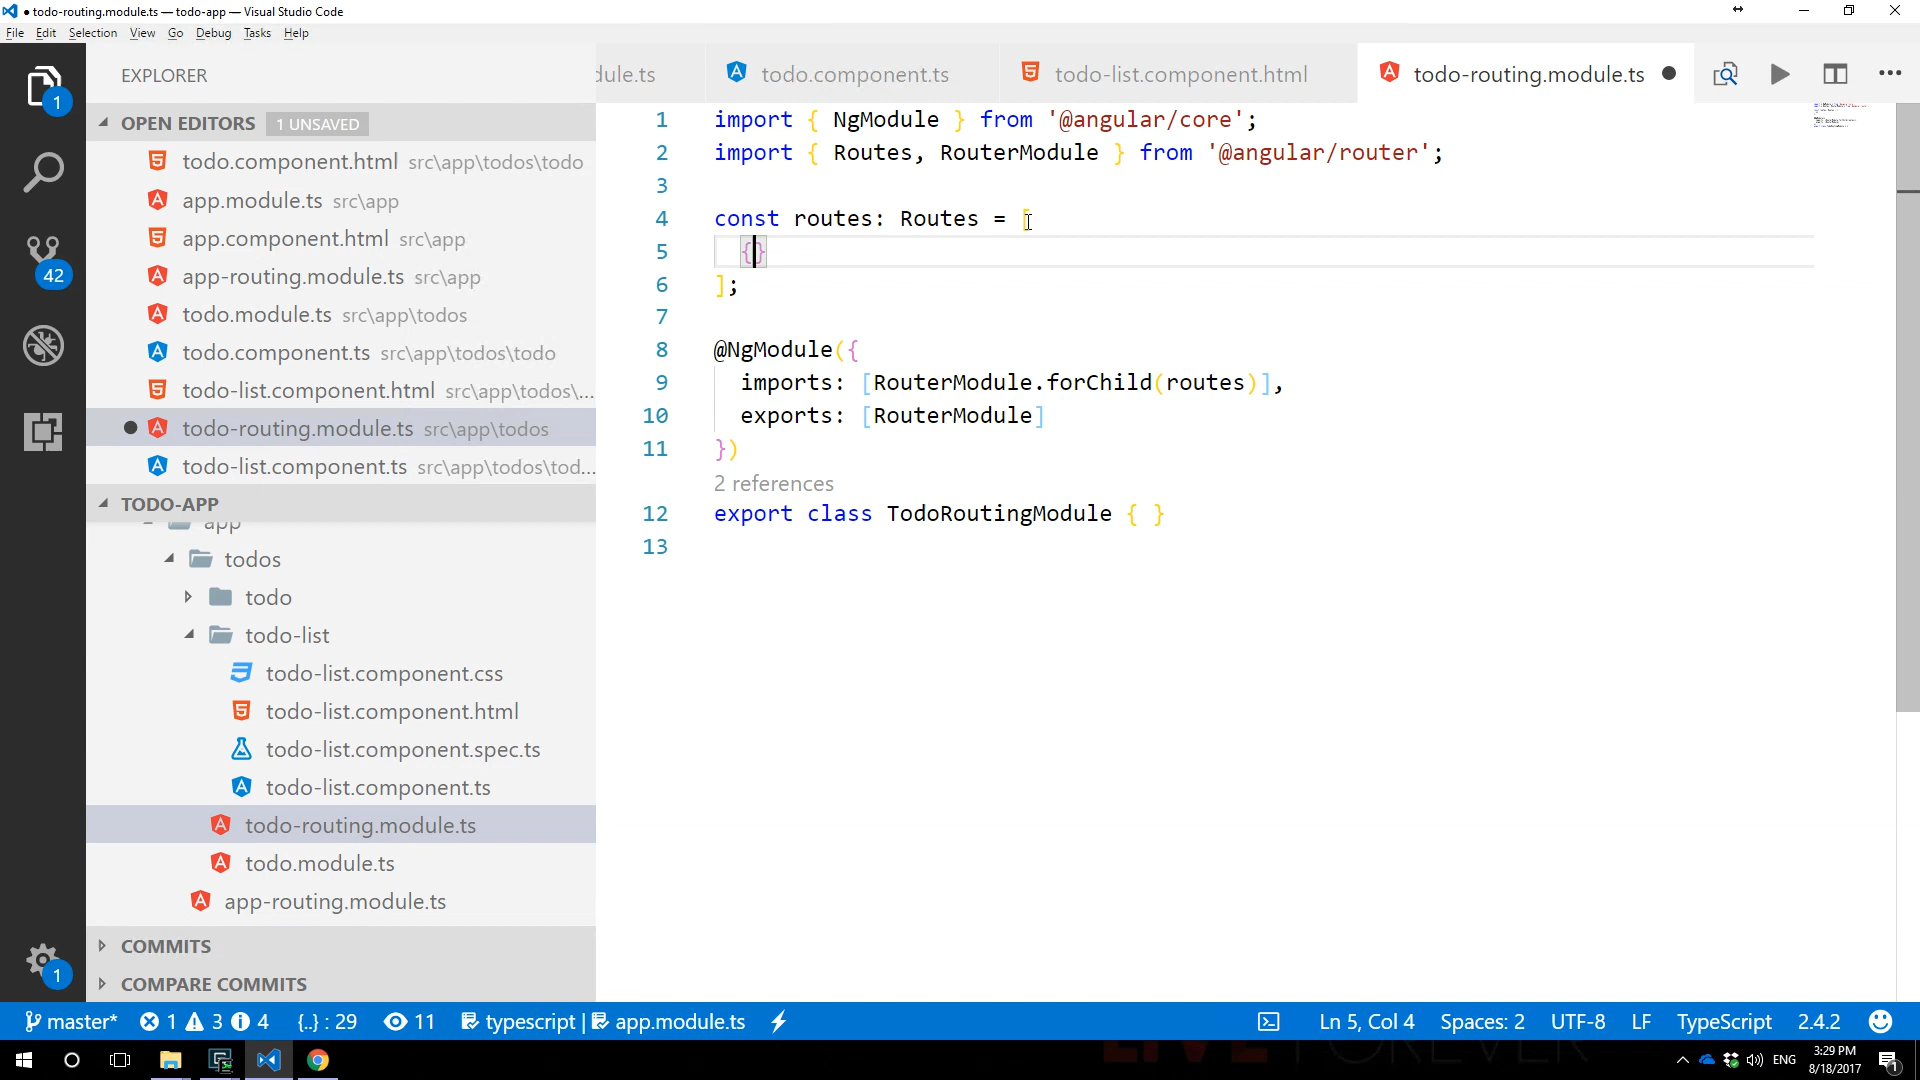 todo-routing.module.ts — todo-app — Visual Studio Code
File Edit Selection View Go Debug Tasks Help
EXPLORER
dule.ts
todo.component.ts
todo-list.component.html
todo-routing.module.ts
OPEN EDITORS 1 UNSAVED
todo.component.html src\app\todos\todo
app.module.ts src\app
app.component.html src\app
app-routing.module.ts src\app
todo.module.ts src\app\todos
todo.component.ts src\app\todos\todo
todo-list.component.html src\app\todos\...
todo-routing.module.ts src\app\todos
todo-list.component.ts src\app\todos\tod...
TODO-APP
app
todos
todo
todo-list
todo-list.component.css
todo-list.component.html
todo-list.component.spec.ts
todo-list.component.ts
todo-routing.module.ts
todo.module.ts
app-routing.module.ts
COMMITS
COMPARE COMMITS
1
42
1
1 import { NgModule } from '@angular/core';
2 import { Routes, RouterModule } from '@angular/router';
3
4 const routes: Routes = [
5 {}
6 ];
7
8 @NgModule({
9 imports: [RouterModule.forChild(routes)],
10 exports: [RouterModule]
11 })
2 references
12 export class TodoRoutingModule { }
13
master* 1 3 4 {..} : 29 11 typescript | app.module.ts Ln 5, Col 4 Spaces: 2 UTF-8 LF TypeScript 2.4.2
ENG
3:29 PM
8/18/2017
1